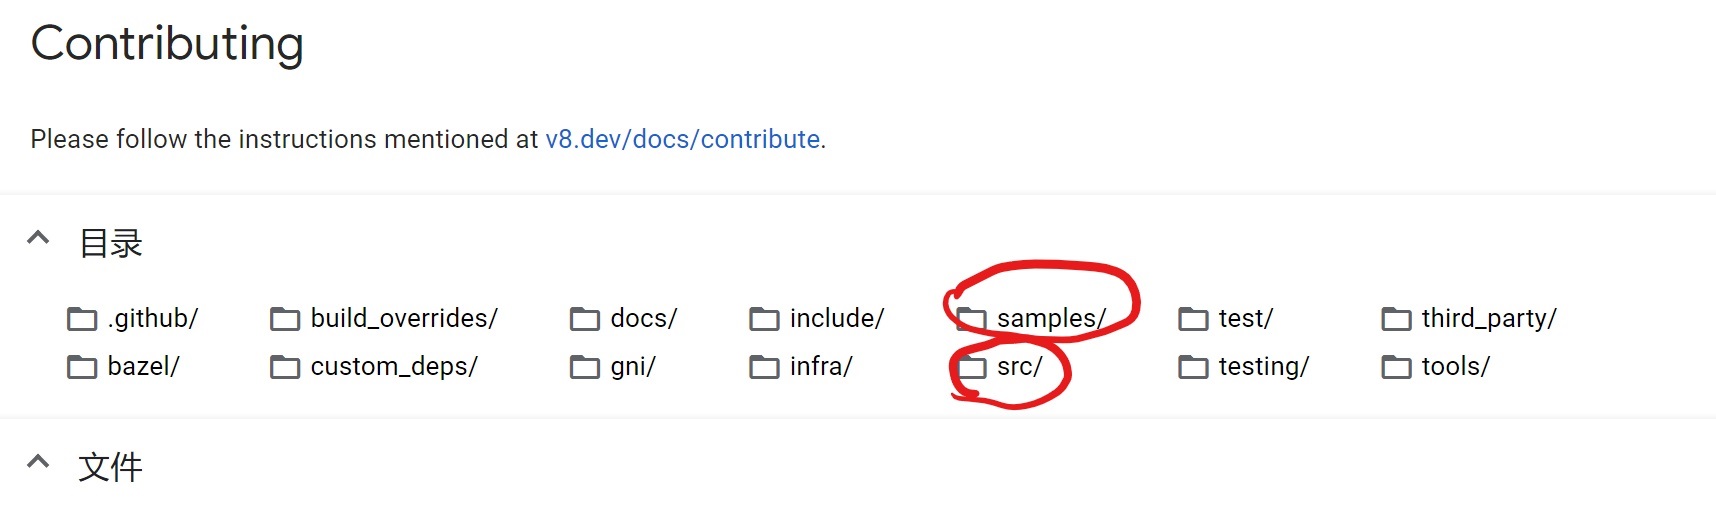 Contributing
Please follow the instructions mentioned at v8.dev/docs/contribute.
目录
.github/ build_overrides/ docs/ include/ samples/ test/ third_party/
bazel/ custom_deps/ gni/ infra/ src/ testing/ tools/
文件